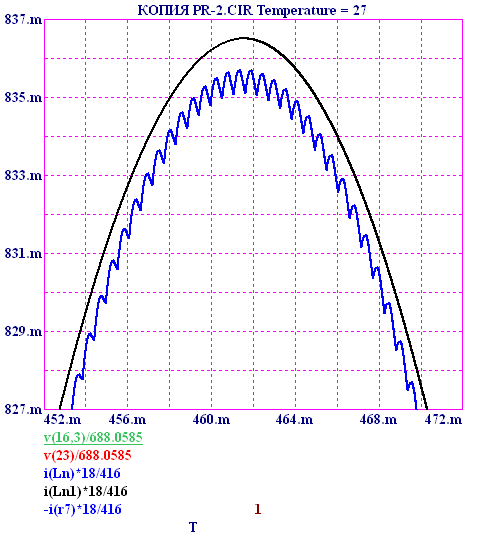 КОПИЯ PR-2.CIR Temperature = 27
837.m
835.m
833.m
831.m
829.m
827.m
452.m 456.m 460.m 464.m 468.m 472.m
v(16,3)/688.0585
v(23)/688.0585
i(Ln)*18/416
i(Ln1)*18/416
-i(r7)*18/416 1
T